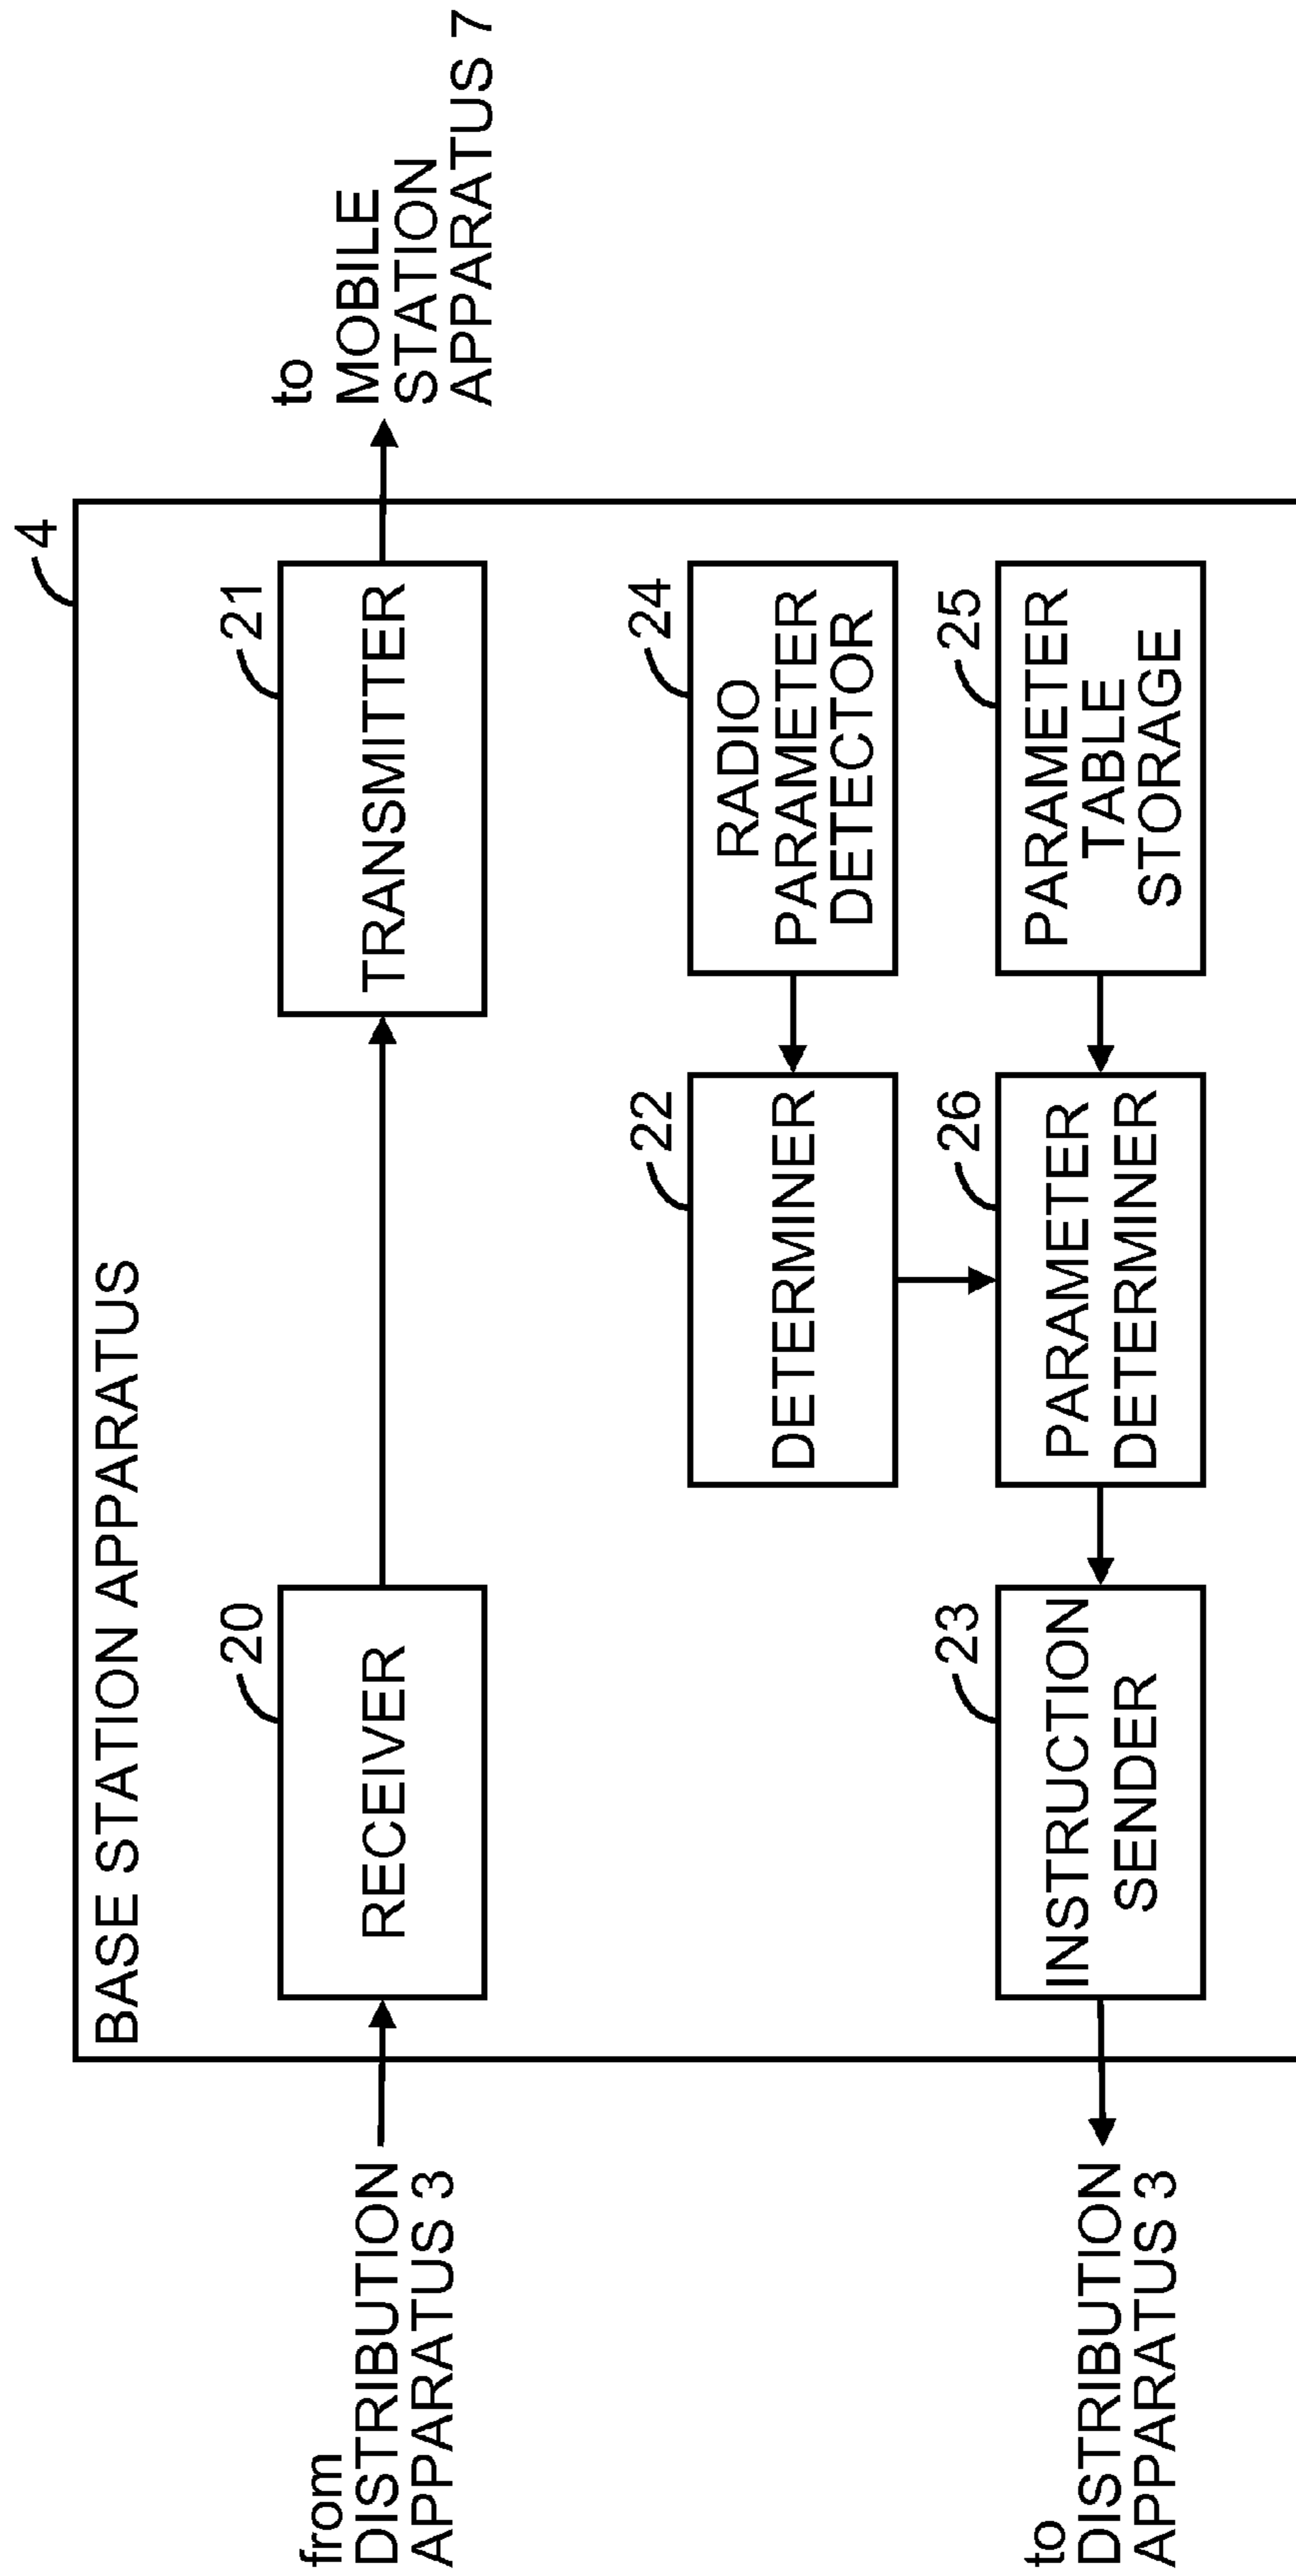 4
BASE STATION APPARATUS
from
DISTRIBUTION
APPARATUS 3
20
RECEIVER
21
TRANSMITTER
to
MOBILE
STATION
APPARATUS 7
22
DETERMINER
24
RADIO
PARAMETER
DETECTOR
to
DISTRIBUTION
APPARATUS 3
23
INSTRUCTION
SENDER
26
PARAMETER
DETERMINER
25
PARAMETER
TABLE
STORAGE